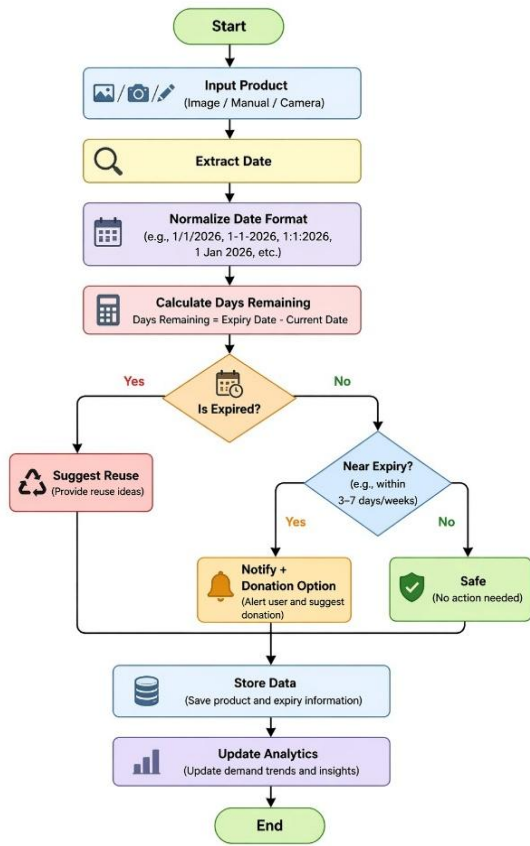 Start
Input Product
(Image / Manual / Camera)
Extract Date
Normalize Date Format
(e.g., 1/1/2026, 1-1-2026, 1:1:2026,
1 Jan 2026, etc.)
Calculate Days Remaining
Days Remaining = Expiry Date - Current Date
Yes
No
Is Expired?
Suggest Reuse
(Provide reuse ideas)
Near Expiry?
(e.g., within
3–7 days/weeks)
Yes
No
Notify +
Donation Option
(Alert user and suggest
donation)
Safe
(No action needed)
Store Data
(Save product and expiry information)
Update Analytics
(Update demand trends and insights)
End